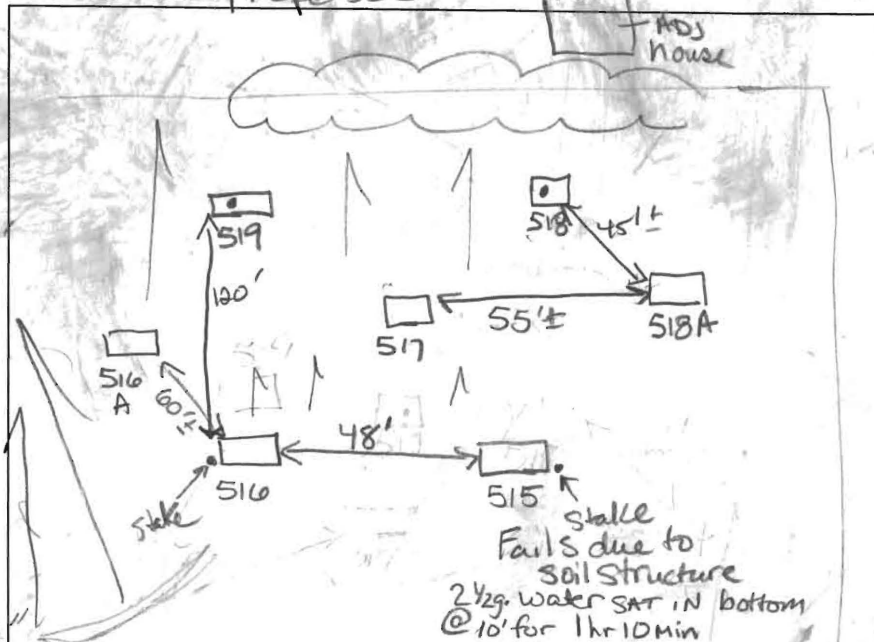 ADJ
house
519
518
45'±
120'
517
55'±
518A
516
A
60'±
48'
516
515
stake
stake
Fails due to
soil structure
2½g. water SAT IN bottom
@ 10' for 1hr 10min